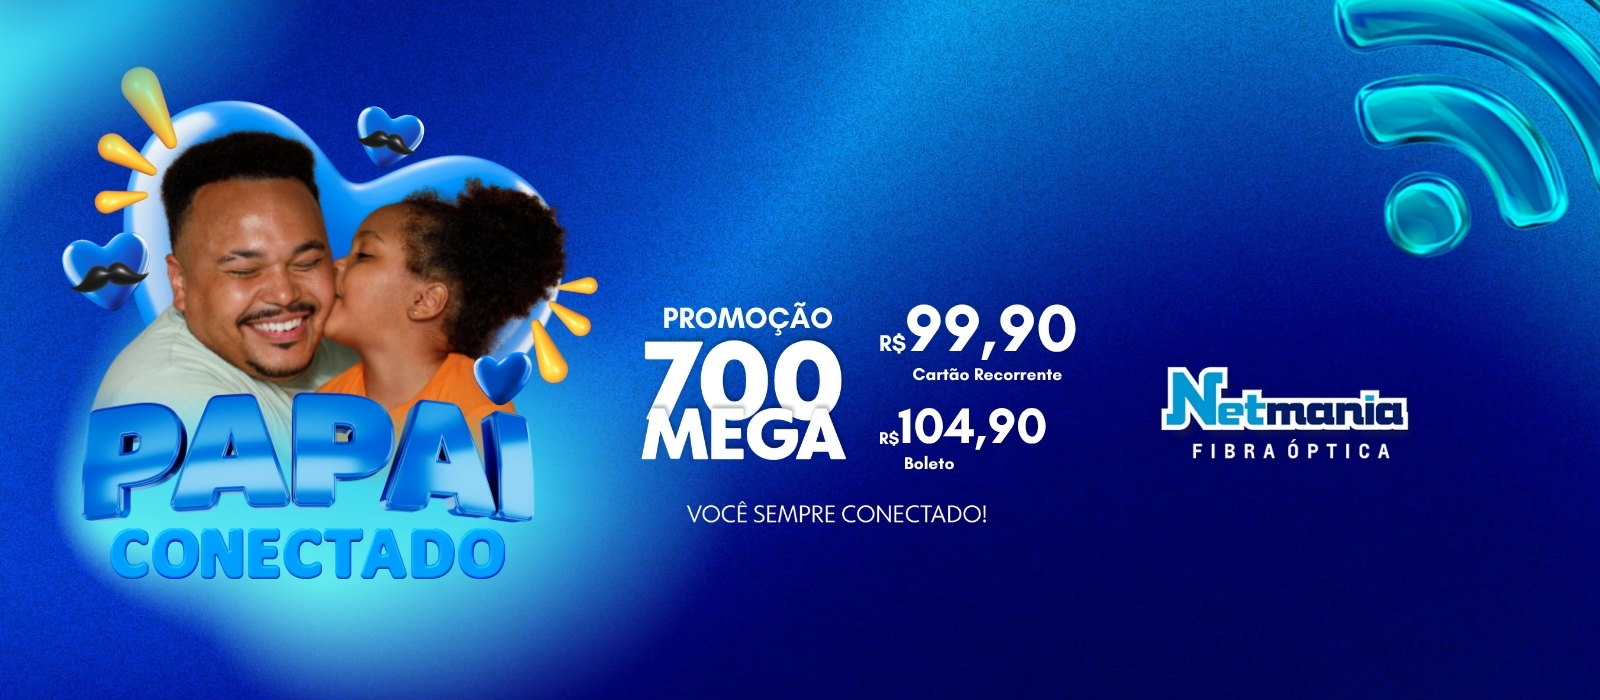 PAPAI
CONECTADO
PROMOÇÃO
700
MEGA
R$99,90
Cartão Recorrente
R$104,90
Boleto
VOCÊ SEMPRE CONECTADO!
Netmania
FIBRA ÓPTICA